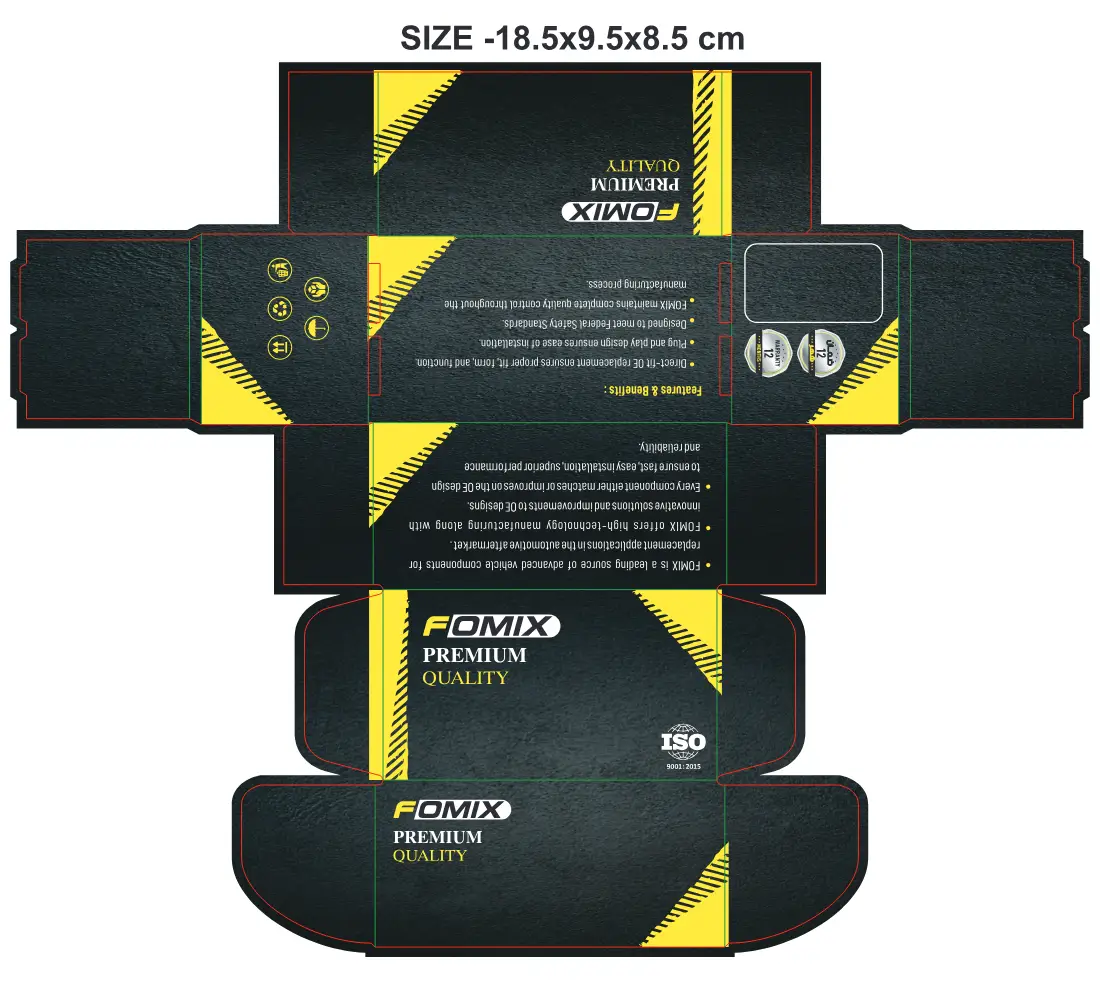 SIZE -18.5x9.5x8.5 cm
FOMIX
PREMIUM
QUALITY
Features & Benefits :
Direct-fit OE replacement ensures proper fit, form, and function.
Plug and play design ensures ease of installation.
Designed to meet Federal Safety Standards.
FOMIX maintains complete quality control throughout the
manufacturing process.
WARRANTY
12
ضمان
12
FOMIX is a leading source of advanced vehicle components for
replacement applications in the automotive aftermarket.
FOMIX offers high-technology manufacturing along with
innovative solutions and improvements to OE designs.
Every component either matches or improves on the OE design
to ensure fast, easy installation, superior performance
and reliability.
FOMIX
PREMIUM
QUALITY
ISO
9001:2015
FOMIX
PREMIUM
QUALITY